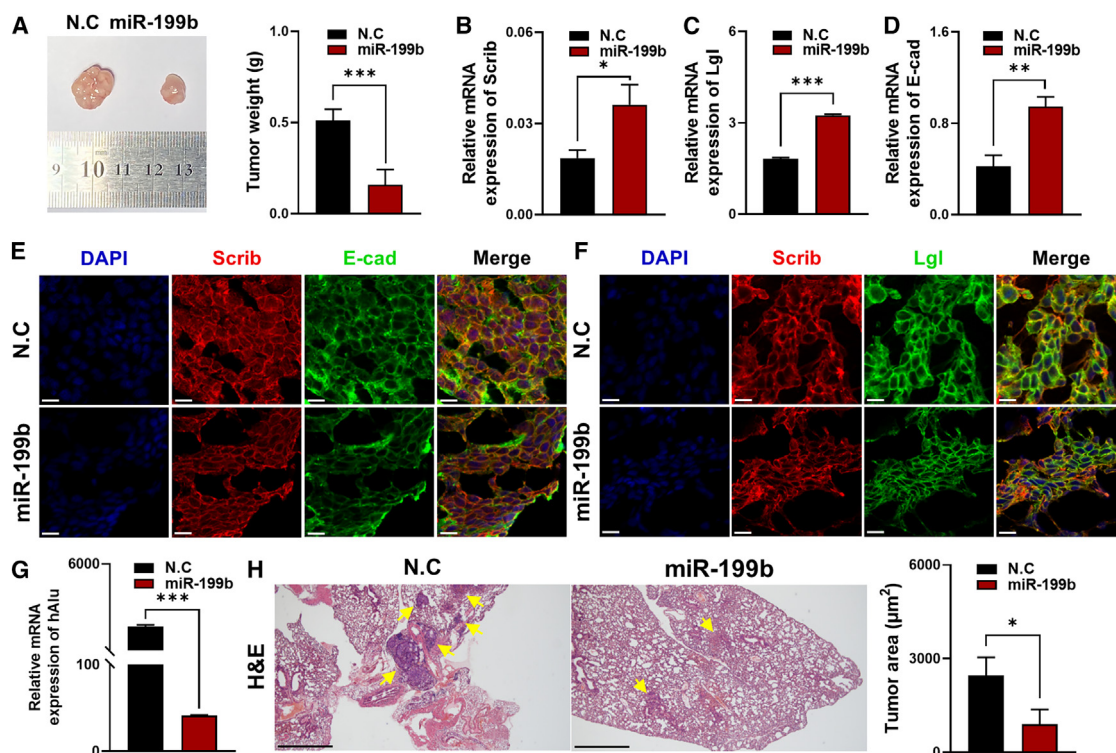 A
N.C miR-199b
9 10 11 12 13
Tumor weight (g)
1.0
0.5
0.0
N.C
miR-199b
***
B
Relative mRNA
expression of Scrib
0.06
0.03
0.00
N.C
miR-199b
*
C
Relative mRNA
expression of Lgl
6
3
0
N.C
miR-199b
***
D
Relative mRNA
expression of E-cad
1.6
0.8
0.0
N.C
miR-199b
**
E
DAPI Scrib E-cad Merge
N.C
miR-199b
F
DAPI Scrib Lgl Merge
N.C
miR-199b
G
Relative mRNA
expression of hAlu
6000
100
0
N.C
miR-199b
***
H
N.C miR-199b
H&E
Tumor area (µm²)
6000
3000
0
N.C
miR-199b
*